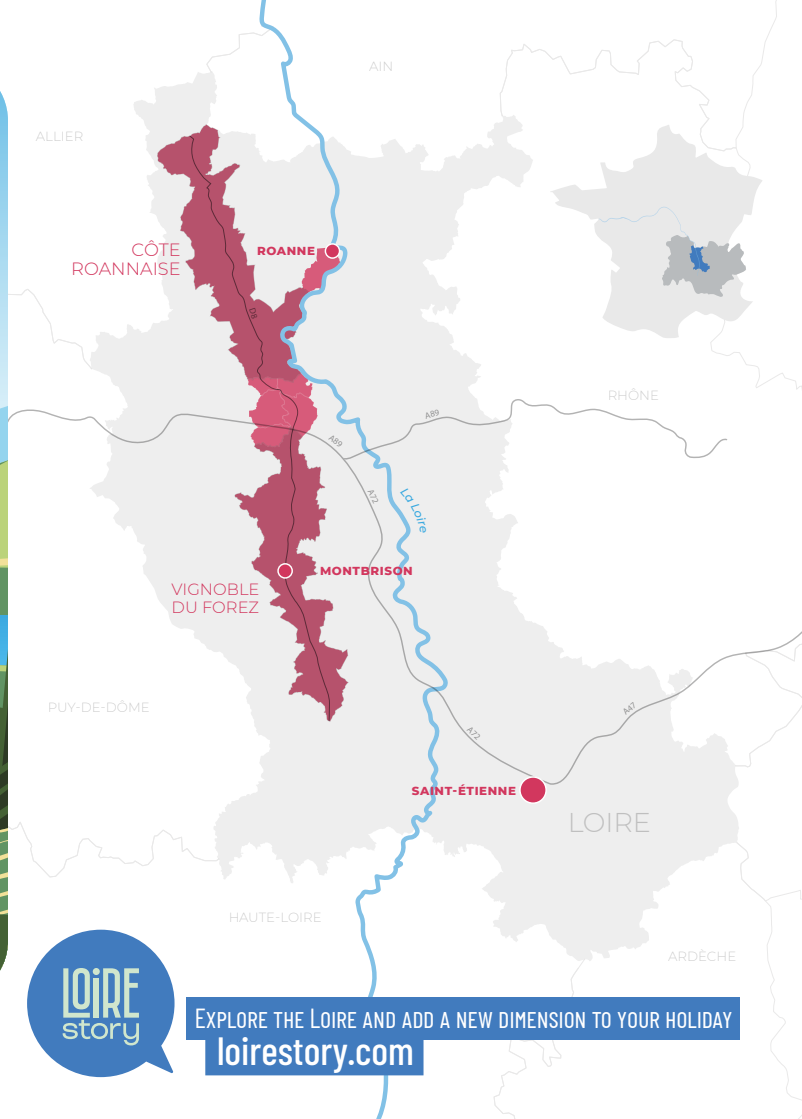 AIN
ALLIER
CÔTE
ROANNAISE
ROANNE
D8
RHÔNE
A89
A89
A72
La Loire
MONTBRISON
VIGNOBLE
DU FOREZ
PUY-DE-DÔME
A47
A72
SAINT-ÉTIENNE
LOIRE
HAUTE-LOIRE
ARDÈCHE
LOiRE
story
EXPLORE THE LOIRE AND ADD A NEW DIMENSION TO YOUR HOLIDAY
loirestory.com